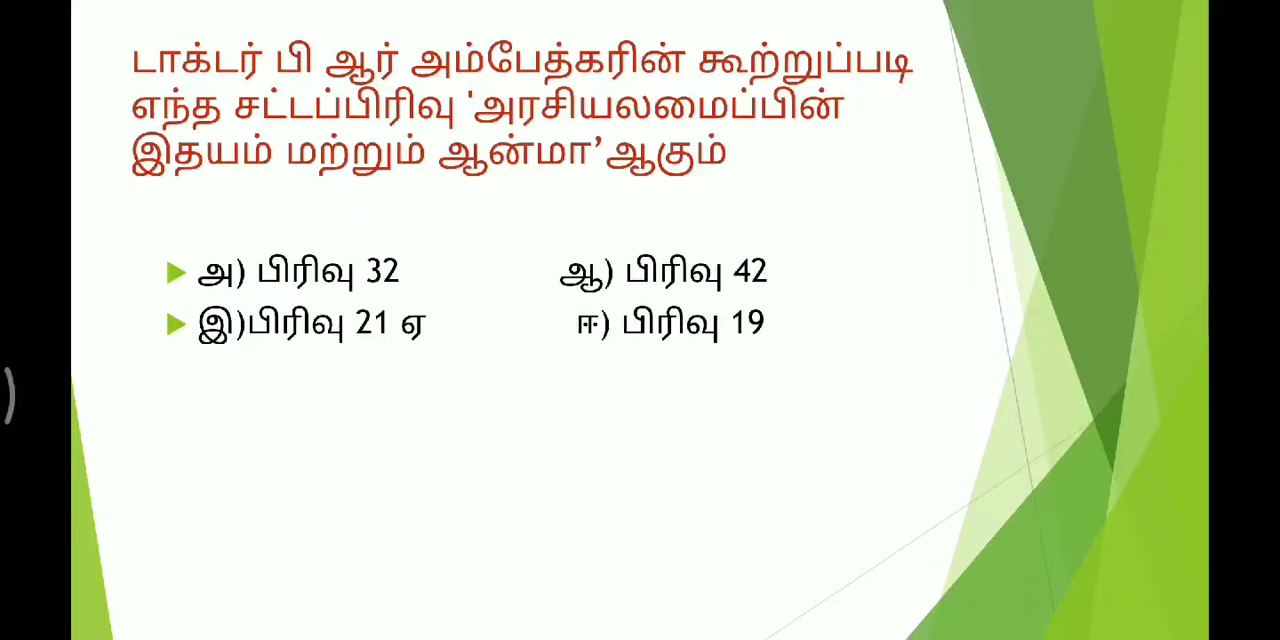 டாக்டர் பி ஆர் அம்பேத்கரின் கூற்றுப்படி
எந்த சட்டப்பிரிவு 'அரசியலமைப்பின்
இதயம் மற்றும் ஆன்மா’ஆகும்
அ) பிரிவு 32 ஆ) பிரிவு 42
இ)பிரிவு 21 ஏ ஈ) பிரிவு 19